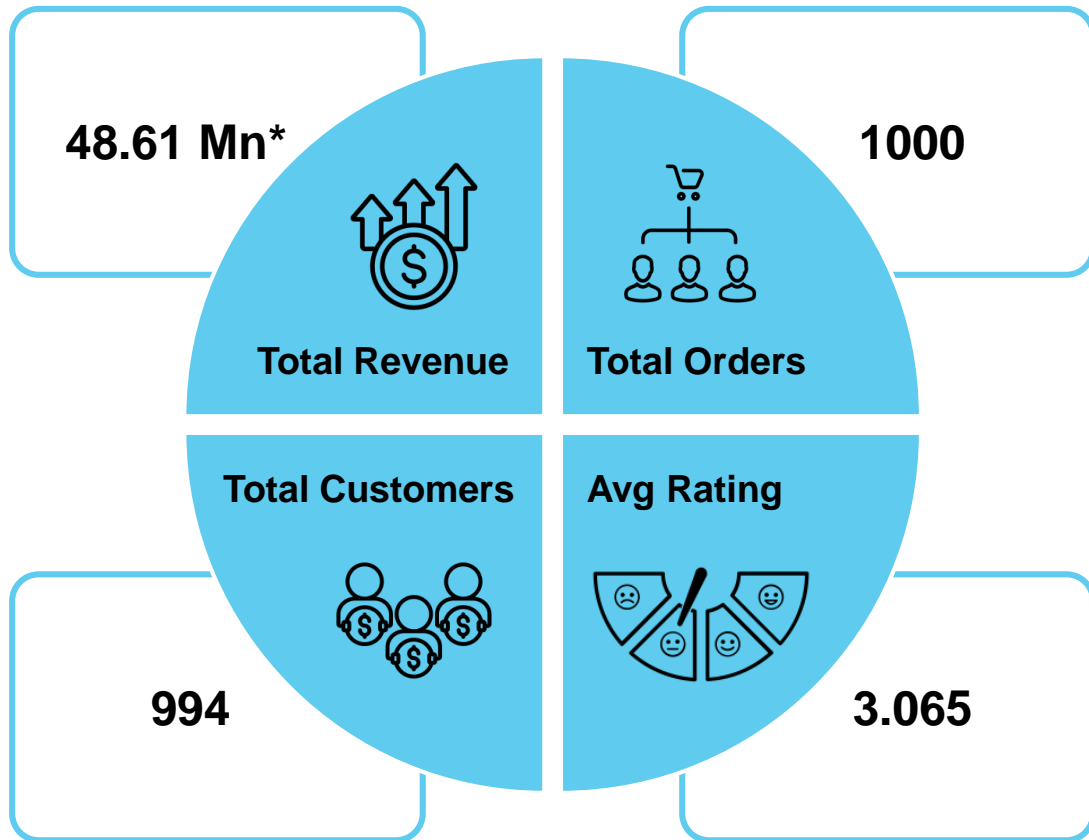 48.61 Mn*
1000
Total Revenue
Total Orders
Total Customers
Avg Rating
994
3.065